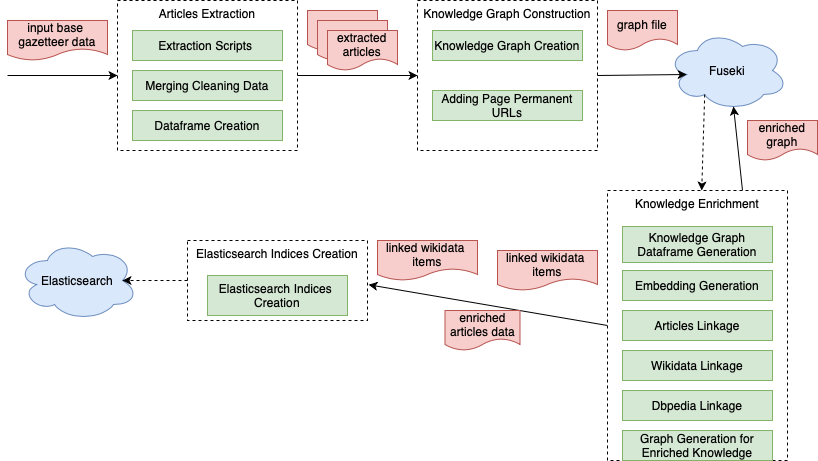 Articles Extraction
input base
gazetteer data
Extraction Scripts
Merging Cleaning Data
Dataframe Creation
extracted
articles
Knowledge Graph Construction
Knowledge Graph Creation
Adding Page Permanent
URLs
graph file
Fuseki
enriched
graph
Knowledge Enrichment
Knowledge Graph
Dataframe Generation
Embedding Generation
Articles Linkage
Wikidata Linkage
Dbpedia Linkage
Graph Generation for
Enriched Knowledge
linked wikidata
items
linked wikidata
items
enriched
articles data
Elasticsearch Indices Creation
Elasticsearch Indices
Creation
Elasticsearch